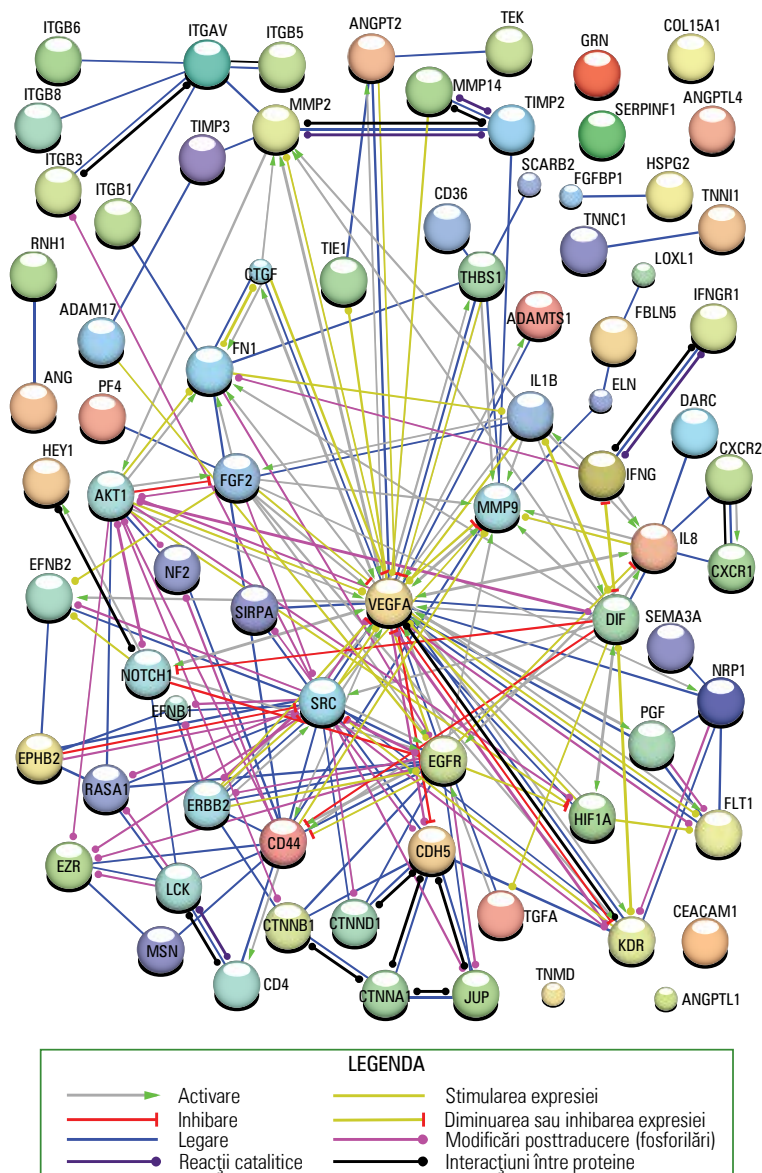 ITGB6
ITGAV
ITGB5
ANGPT2
TEK
GRN
COL15A1
ITGB8
MMP2
MMP14
TIMP2
SERPINF1
ANGPTL4
TIMP3
ITGB3
ITGB1
SCARB2
CD36
FGFBP1
HSPG2
TNNC1
TNNI1
RNH1
CTGF
TIE1
THBS1
LOXL1
ADAM17
FN1
ADAMTS1
FBLN5
IFNGR1
ANG
PF4
IL1B
ELN
DARC
HEY1
AKT1
FGF2
MMP9
IFNG
CXCR2
IL8
CXCR1
EFNB2
NF2
SIRPA
VEGFA
DIF
SEMA3A
NOTCH1
EFNB1
SRC
NRP1
PGF
EPHB2
RASA1
ERBB2
EGFR
HIF1A
FLT1
EZR
LCK
CD44
CDH5
MSN
CD4
CTNNB1
CTNND1
TGFA
KDR
CEACAM1
CTNNA1
JUP
TNMD
ANGPTL1
LEGENDA
Activare
Stimularea expresiei
Inhibare
Diminuarea sau inhibarea expresiei
Legare
Modificări posttraducere (fosforilări)
Reacții catalitice
Interacțiuni între proteine